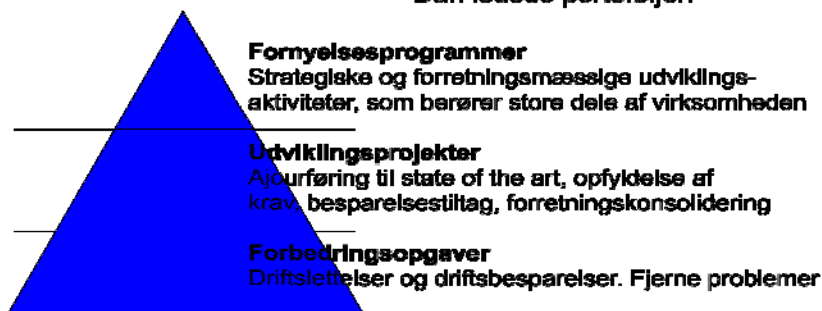 Fornyelsesprogrammer
Strategiske og forretningsmæssige udviklings-
aktiviteter, som berører store dele af virksomheden
Udviklingsprojekter
Ajourføring til state of the art, opfyldelse af
krav, besparelsestiltag, forretningskonsolidering
Forbedringsopgaver
Driftslettelser og driftsbesparelser. Fjerne problemer